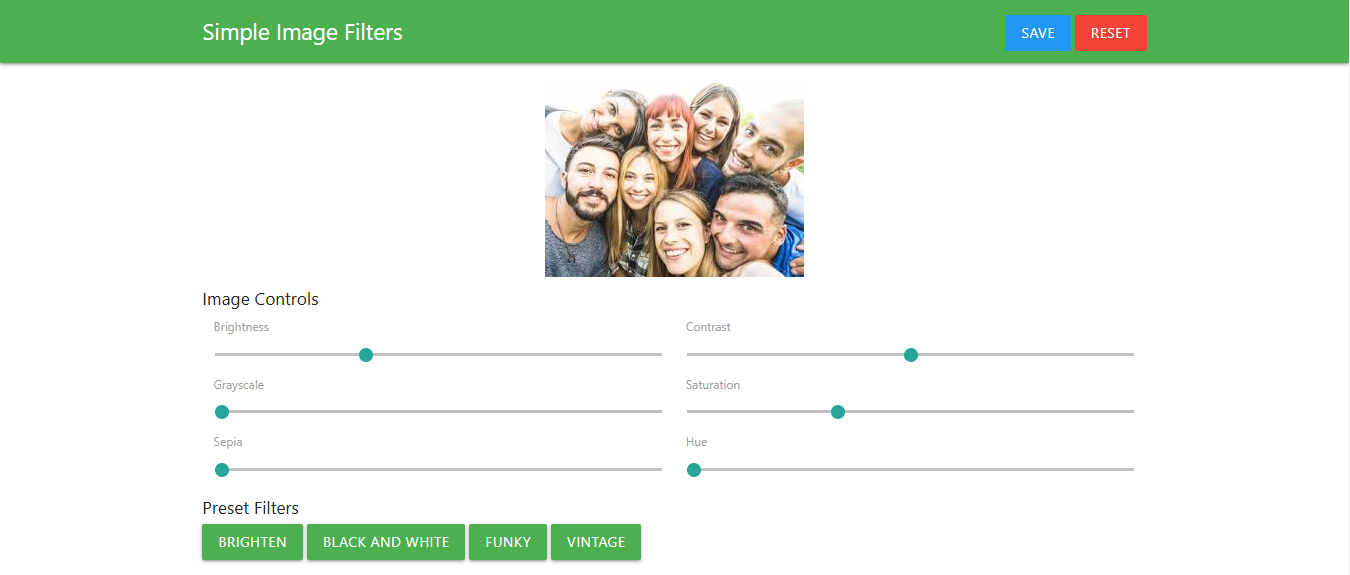 Simple Image Filters SAVE RESET
Image Controls
Brightness Contrast
Grayscale Saturation
Sepia Hue
Preset Filters
BRIGHTEN BLACK AND WHITE FUNKY VINTAGE